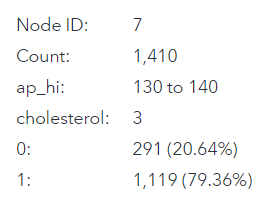 Node ID: 7
Count: 1,410
ap_hi: 130 to 140
cholesterol: 3
0: 291 (20.64%)
1: 1,119 (79.36%)